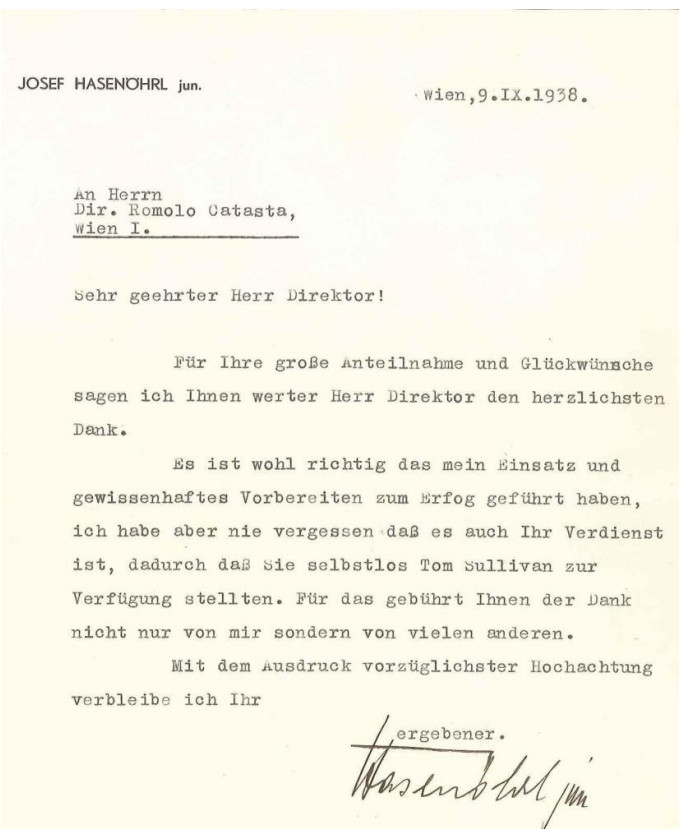 JOSEF HASENÖHRL jun.
Wien,9.IX.1938.
An Herrn
Dir. Romolo Catasta,
Wien I.
Sehr geehrter Herr Direktor!
Für Ihre große Anteilnahme und Glückwünsche
sagen ich Ihnen werter Herr Direktor den herzlichsten
Dank.
Es ist wohl richtig das mein Einsatz und
gewissenhaftes Vorbereiten zum Erfog geführt haben,
ich habe aber nie vergessen daß es auch Ihr Verdienst
ist, dadurch daß Sie selbstlos Tom Sullivan zur
Verfügung stellten. Für das gebührt Ihnen der Dank
nicht nur von mir sondern von vielen anderen.
Mit dem Ausdruck vorzüglichster Hochachtung
verbleibe ich Ihr
ergebener.
Hasenöhrl jun